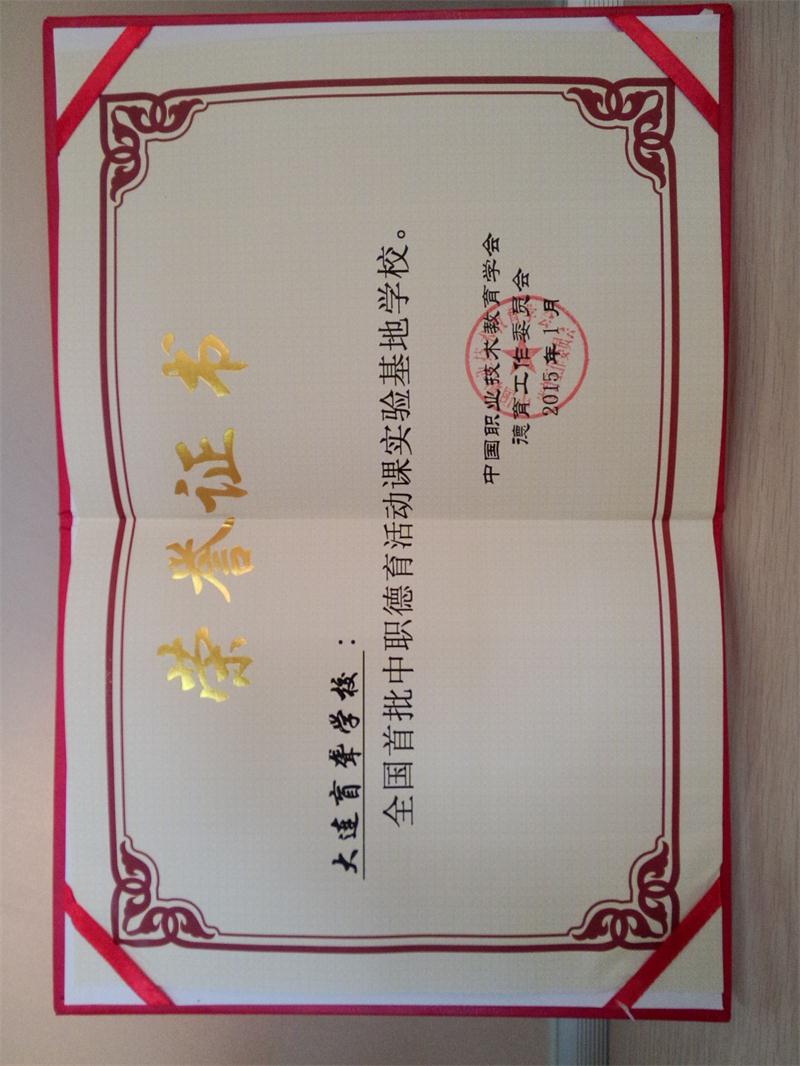 荣誉证书
大连盲聋学校：
全国首批中职德育活动课实验基地学校。
中国职业技术教育学会
德育工作委员会
2015年1月